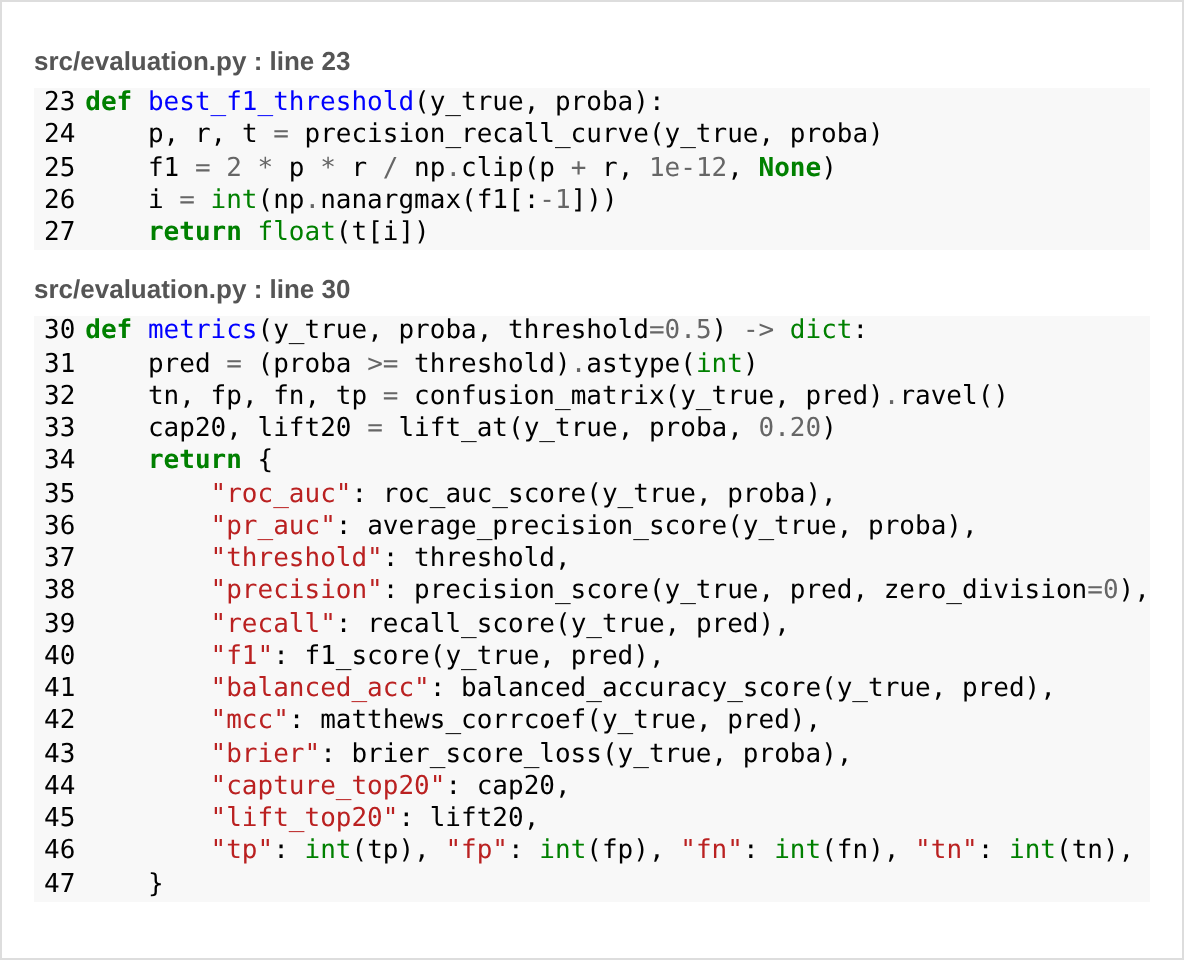 src/evaluation.py : line 23
23 def best_f1_threshold(y_true, proba):
24     p, r, t = precision_recall_curve(y_true, proba)
25     f1 = 2 * p * r / np.clip(p + r, 1e-12, None)
26     i = int(np.nanargmax(f1[:-1]))
27     return float(t[i])
src/evaluation.py : line 30
30 def metrics(y_true, proba, threshold=0.5) -> dict:
31     pred = (proba >= threshold).astype(int)
32     tn, fp, fn, tp = confusion_matrix(y_true, pred).ravel()
33     cap20, lift20 = lift_at(y_true, proba, 0.20)
34     return {
35         "roc_auc": roc_auc_score(y_true, proba),
36         "pr_auc": average_precision_score(y_true, proba),
37         "threshold": threshold,
38         "precision": precision_score(y_true, pred, zero_division=0),
39         "recall": recall_score(y_true, pred),
40         "f1": f1_score(y_true, pred),
41         "balanced_acc": balanced_accuracy_score(y_true, pred),
42         "mcc": matthews_corrcoef(y_true, pred),
43         "brier": brier_score_loss(y_true, proba),
44         "capture_top20": cap20,
45         "lift_top20": lift20,
46         "tp": int(tp), "fp": int(fp), "fn": int(fn), "tn": int(tn),
47     }